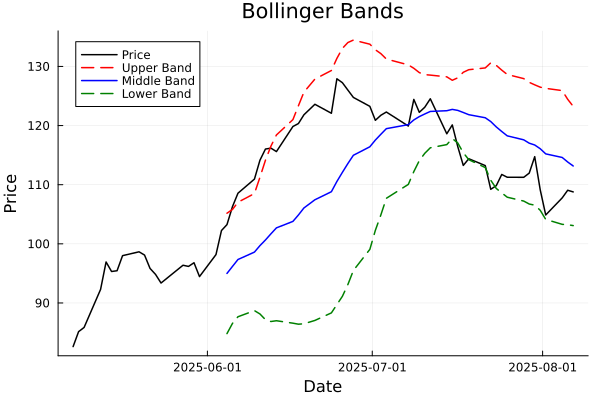 Bollinger Bands
Price
Upper Band
Middle Band
Lower Band
130
120
110
100
90
Price
2025-06-01
2025-07-01
2025-08-01
Date